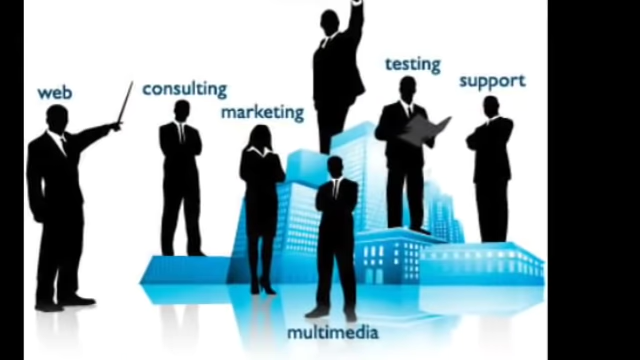 testing
support
consulting
web
marketing
multimedia